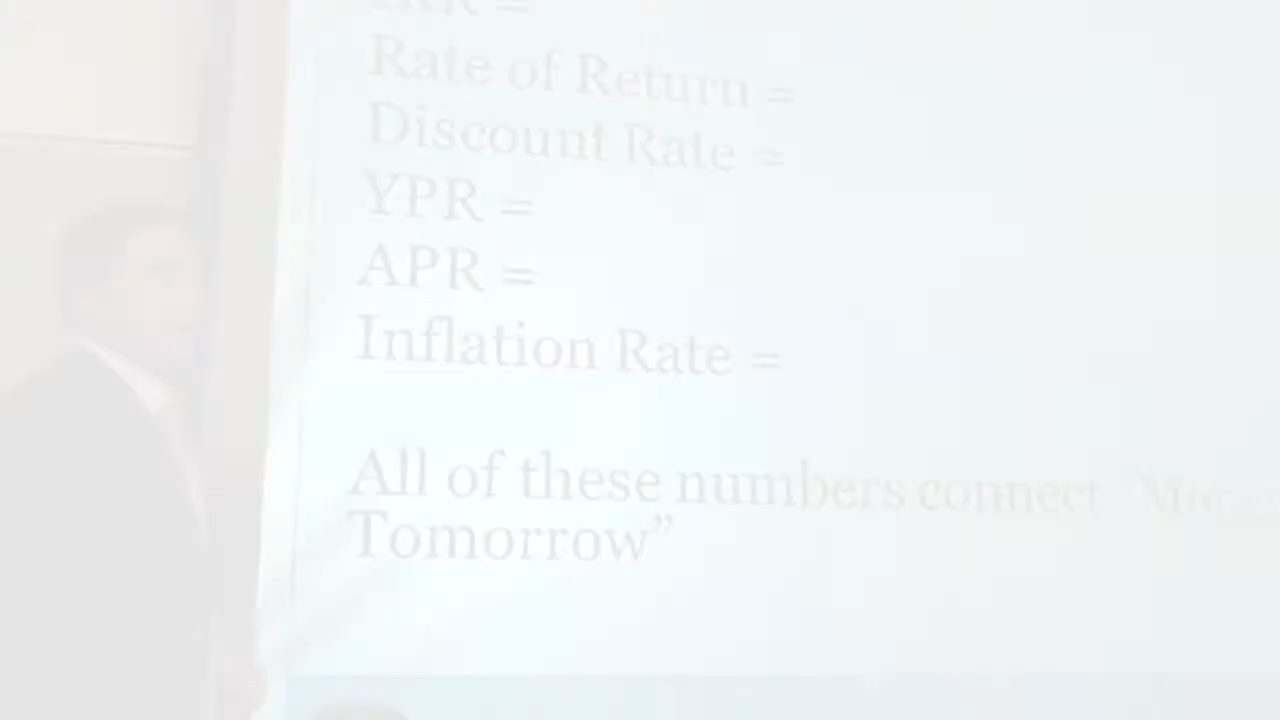 Rate of Return =
Discount Rate =
YPR =
APR =
Inflation Rate =
All of these numbers connect
Tomorrow”